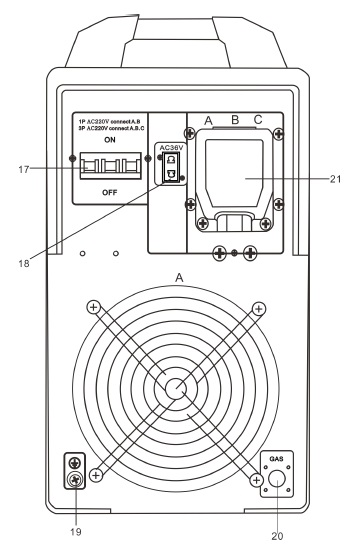 1P AC220V connect A.B
3P AC220V connect A.B.C
ON
OFF
AC36V
A B C
17
18
21
A
GAS
19
20